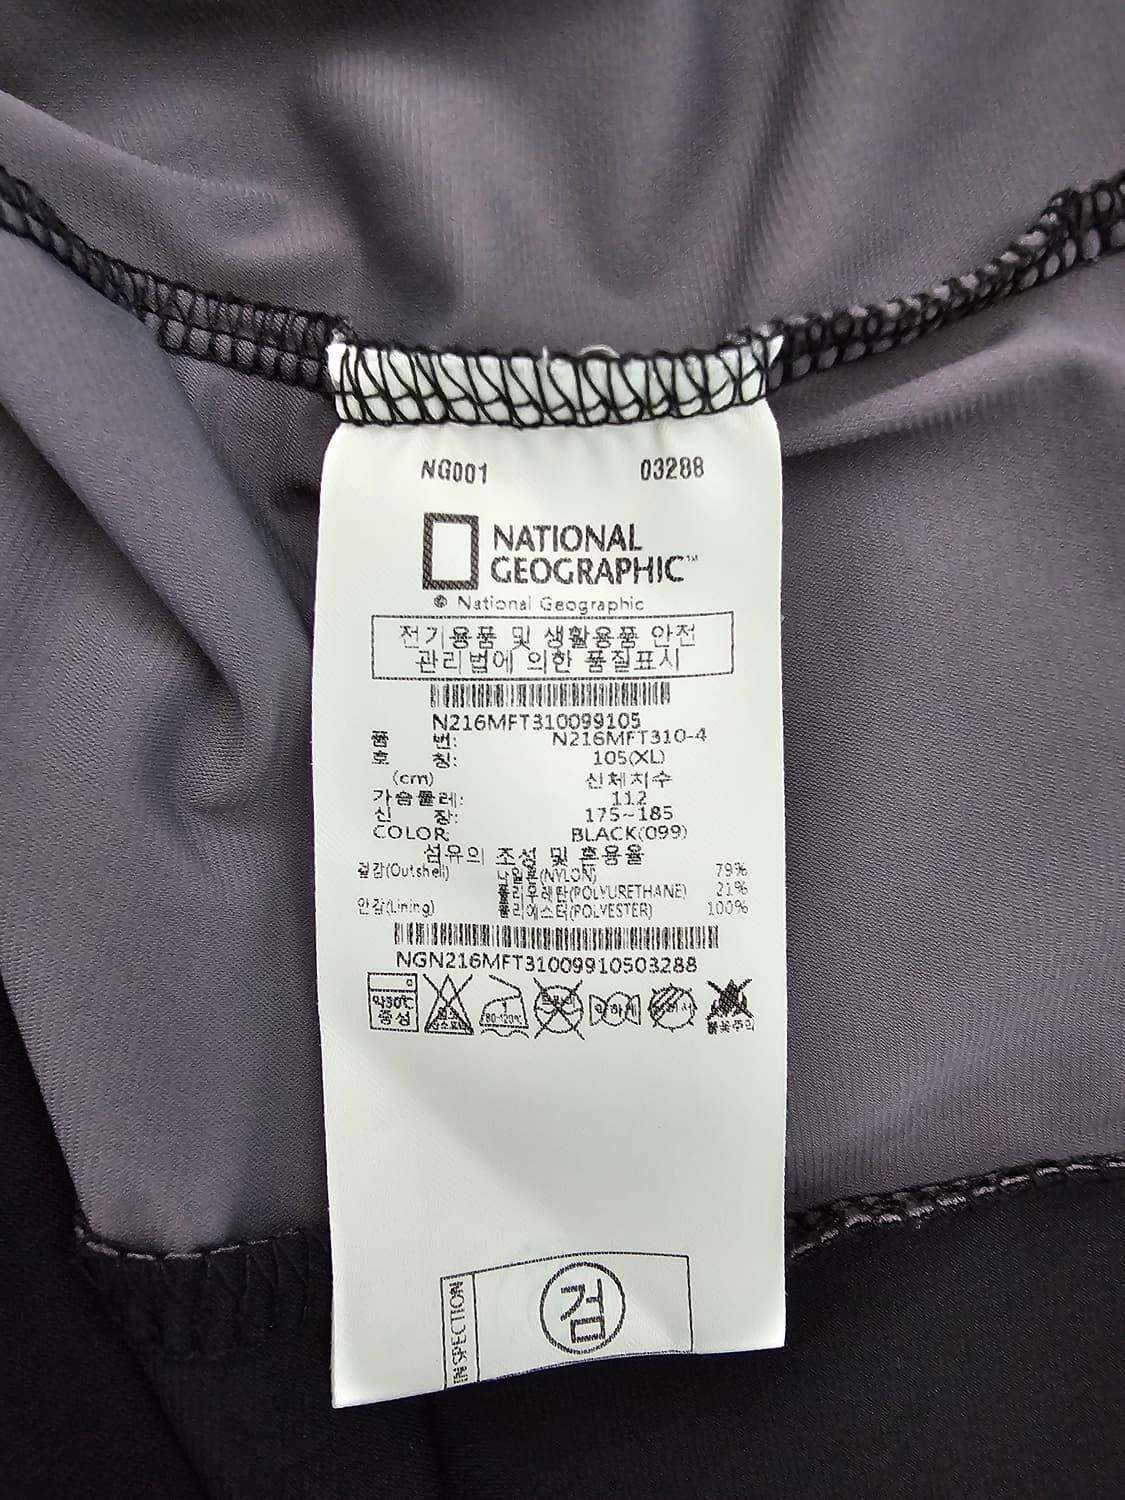 NG001 03288
NATIONAL
GEOGRAPHIC™
© National Geographic
전기용품 및 생활용품 안전
관리법에 의한 품질표시
N216MFT310099105
품 번: N216MFT310-4
호 칭: 105(XL)
(cm) 신체치수
가슴둘레: 112
신 장: 175~185
COLOR: BLACK(099)
섬유의 조성 및 혼용율
겉감(Outshell) 나일론(NYLON) 79%
폴리우레탄(POLYURETHANE) 21%
안감(Lining) 폴리에스터(POLYESTER) 100%
NGN216MFT31009910503288
약30℃
중성
80-120℃
약하게
불꽃주의
INSPECTION
검